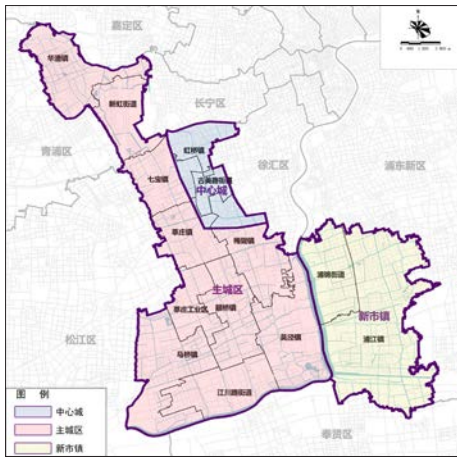 嘉定区
华漕镇
新虹街道
长宁区
青浦区
虹桥镇
徐汇区
浦东新区
七宝镇
古美路街道
中心城
莘庄镇
梅陇镇
浦锦街道
主城区
新市镇
莘庄工业区
颛桥镇
吴泾镇
浦江镇
松江区
马桥镇
江川路街道
奉贤区
图 例
中心城
主城区
新市镇